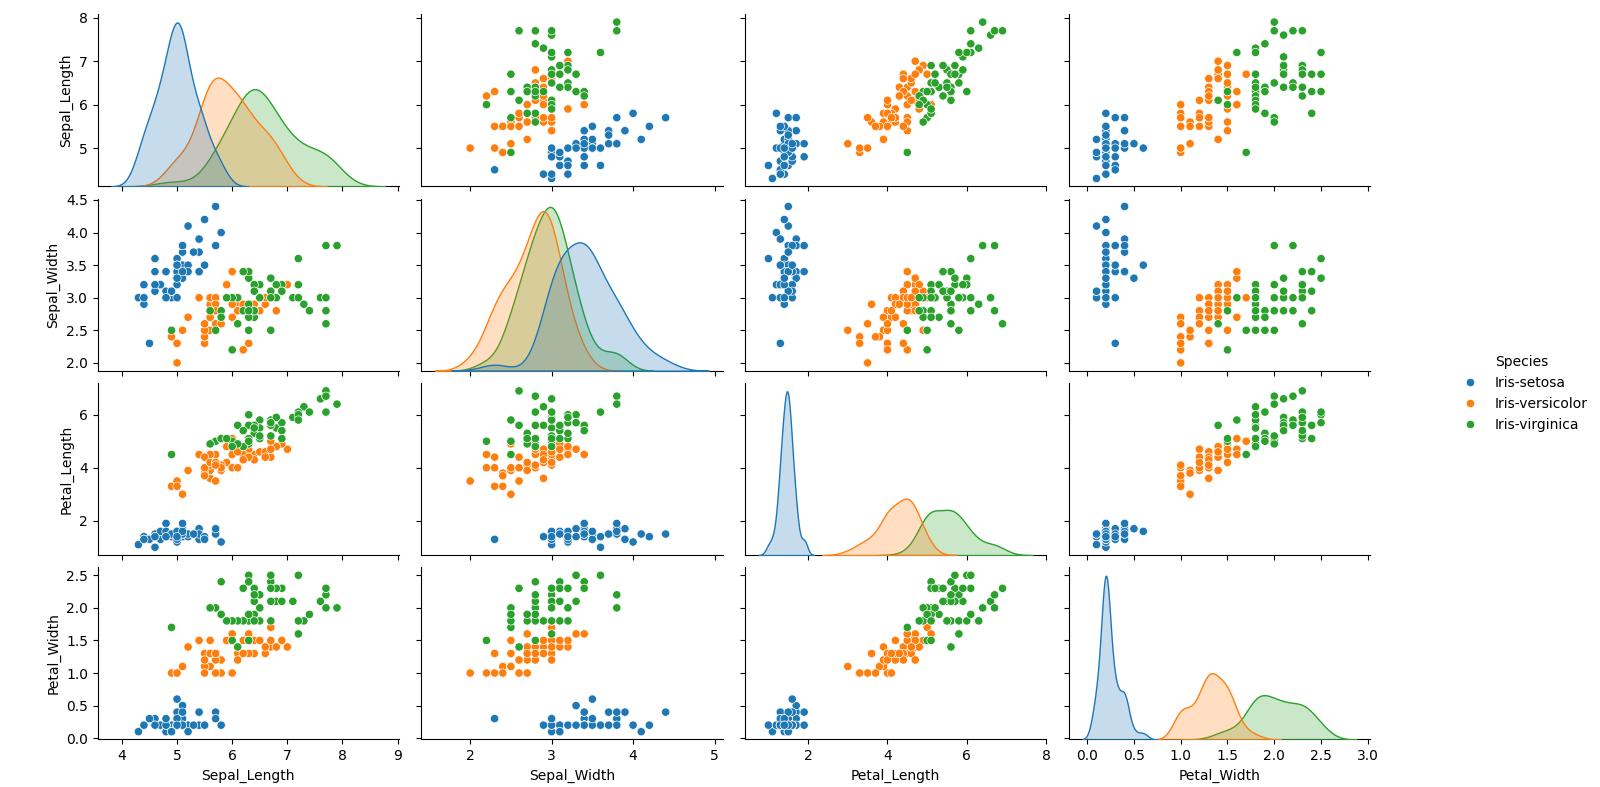 Sepal_Length
8
7
6
5
Sepal_Width
4.5
4.0
3.5
3.0
2.5
2.0
Petal_Length
6
4
2
Petal_Width
2.5
2.0
1.5
1.0
0.5
0.0
4 5 6 7 8 9
Sepal_Length
2 3 4 5
Sepal_Width
2 4 6 8
Petal_Length
0.0 0.5 1.0 1.5 2.0 2.5 3.0
Petal_Width
Species
Iris-setosa
Iris-versicolor
Iris-virginica